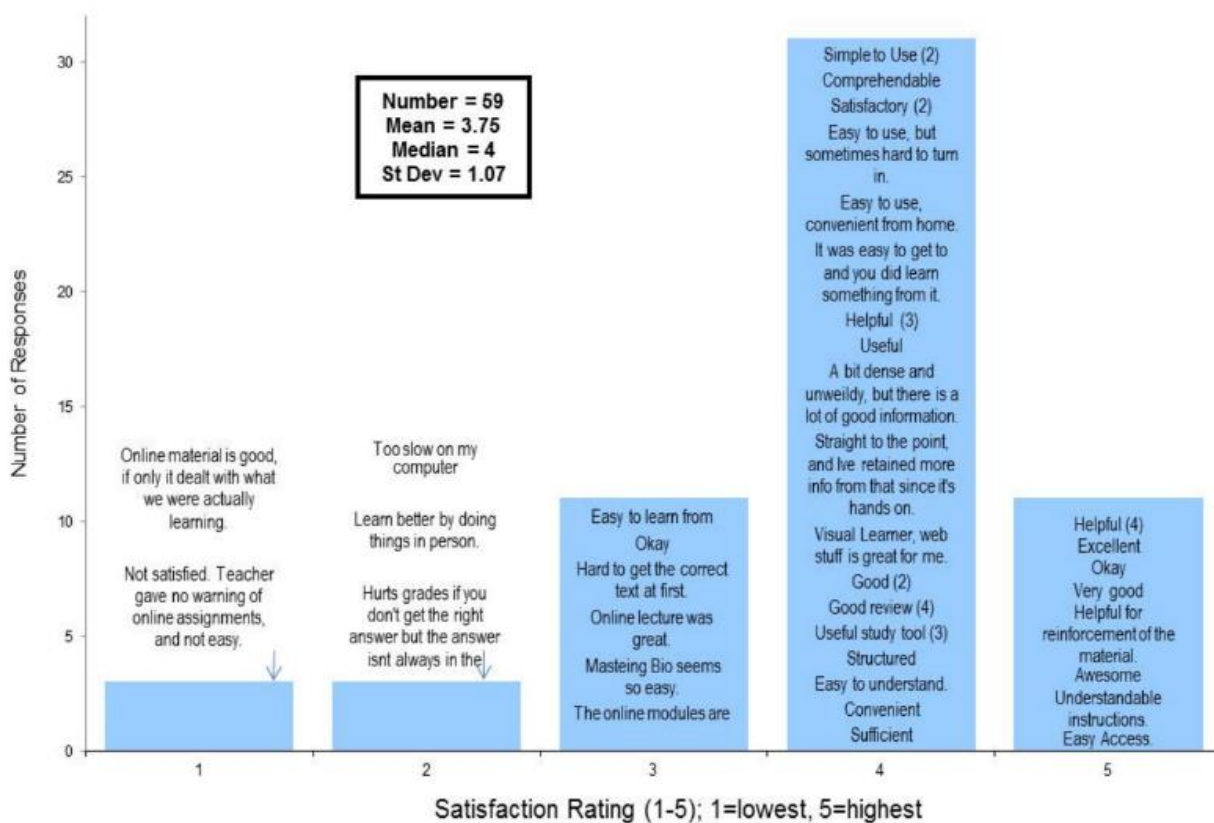 Number of Responses
30
25
20
15
10
5
0
Number = 59
Mean = 3.75
Median = 4
St Dev = 1.07
Online material is good,
if only it dealt with what
we were actually
learning.
Not satisfied. Teacher
gave no warning of
online assignments,
and not easy.
Too slow on my
computer
Learn better by doing
things in person.
Hurts grades if you
don't get the right
answer but the answer
isnt always in the
Easy to learn from
Okay
Hard to get the correct
text at first.
Online lecture was
great.
Masteing Bio seems
so easy.
The online modules are
Simple to Use (2)
Comprehendable
Satisfactory (2)
Easy to use, but
sometimes hard to turn
in.
Easy to use,
convenient from home.
It was easy to get to
and you did learn
something from it.
Helpful (3)
Useful
A bit dense and
unweildy, but there is a
lot of good information.
Straight to the point,
and Ive retained more
info from that since it's
hands on.
Visual Learner, web
stuff is great for me.
Good (2)
Good review (4)
Useful study tool (3)
Structured
Easy to understand.
Convenient
Sufficient
Helpful (4)
Excellent
Okay
Very good
Helpful for
reinforcement of the
material.
Awesome
Understandable
instructions.
Easy Access.
1
2
3
4
5
Satisfaction Rating (1-5); 1=lowest, 5=highest